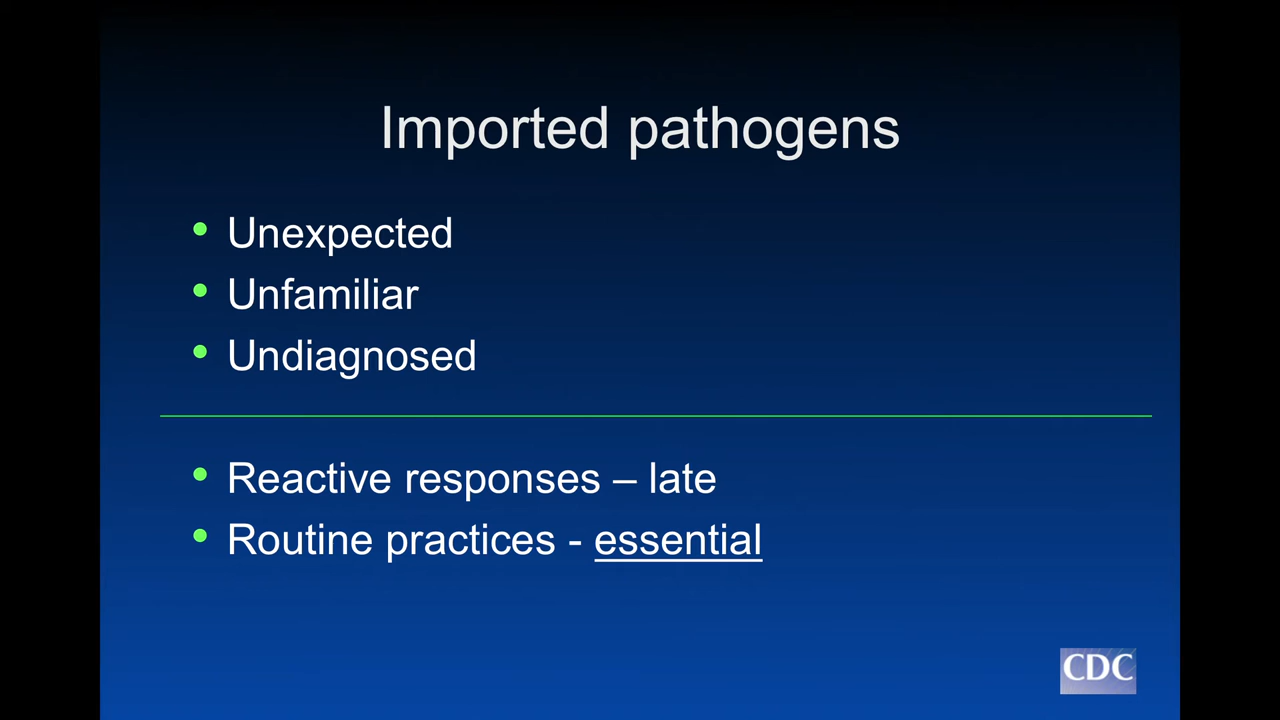 Imported pathogens
• Unexpected
• Unfamiliar
• Undiagnosed
• Reactive responses – late
• Routine practices - essential
CDC